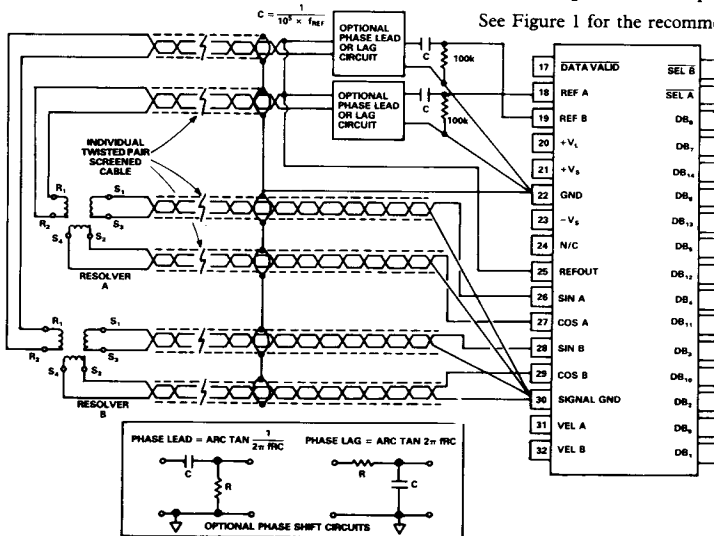 See Figure 1 for the recomm
C = 1 / 10⁵ × f_REF
OPTIONAL
PHASE LEAD
OR LAG
CIRCUIT
C
100k
OPTIONAL
PHASE LEAD
OR LAG
CIRCUIT
C
100k
INDIVIDUAL
TWISTED PAIR
SCREENED
CABLE
R₁
R₂
S₁
S₃
S₄
S₂
RESOLVER
A
R₁
R₂
S₁
S₃
S₄
S₂
RESOLVER
B
17 DATA VALID SEL B
18 REF A SEL A
19 REF B DB₈
20 +V_L DB₇
21 +V_S DB₁₄
22 GND DB₆
23 −V_S DB₁₃
24 N/C DB₅
25 REFOUT DB₁₂
26 SIN A DB₄
27 COS A DB₁₁
28 SIN B DB₃
29 COS B DB₁₀
30 SIGNAL GND DB₂
31 VEL A DB₉
32 VEL B DB₁
PHASE LEAD = ARC TAN 1 / 2π fRC
PHASE LAG = ARC TAN 2π fRC
C
R
R
C
OPTIONAL PHASE SHIFT CIRCUITS